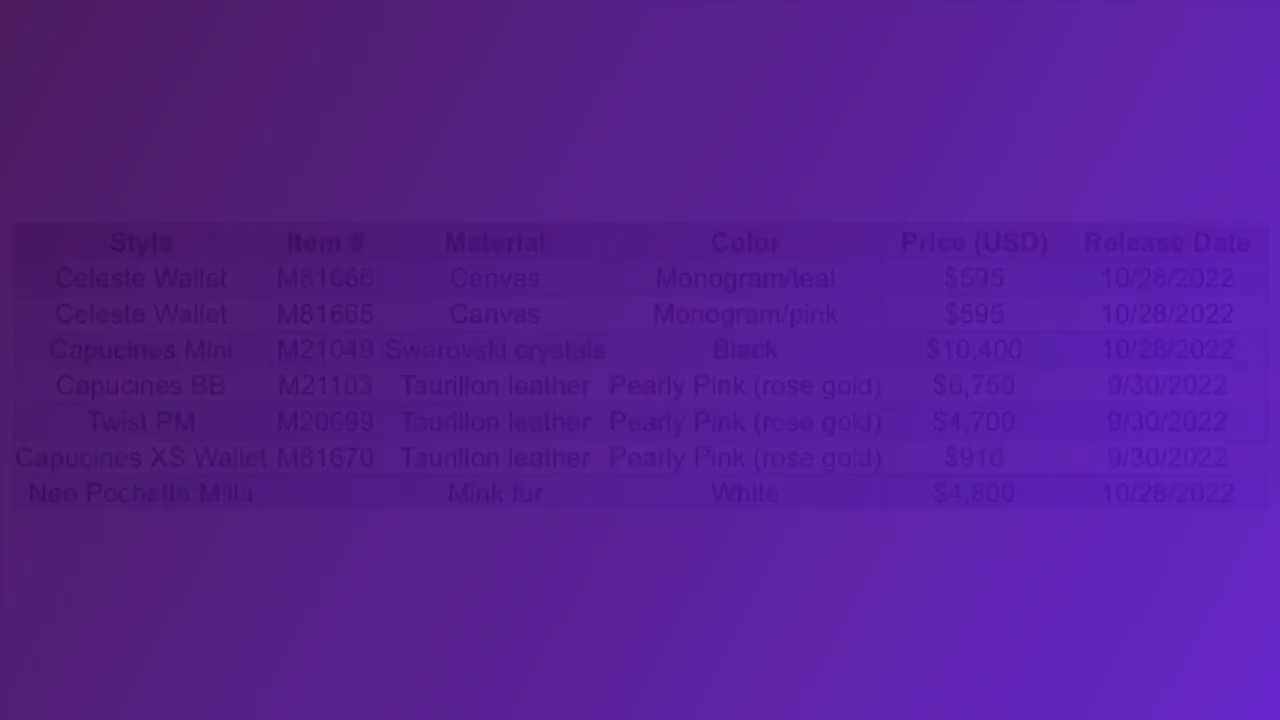 Style Item # Material Color Price (USD) Release Date
Celeste Wallet M81666 Canvas Monogram/teal $595 10/28/2022
Celeste Wallet M81665 Canvas Monogram/pink $595 10/28/2022
Capucines Mini M21049 Swarovski crystals Black $10,400 10/28/2022
Capucines BB M21103 Taurillon leather Pearly Pink (rose gold) $6,750 9/30/2022
Twist PM M20699 Taurillon leather Pearly Pink (rose gold) $4,700 9/30/2022
Capucines XS Wallet M81670 Taurillon leather Pearly Pink (rose gold) $910 9/30/2022
Neo Pochette Milla Mink fur White $4,800 10/28/2022